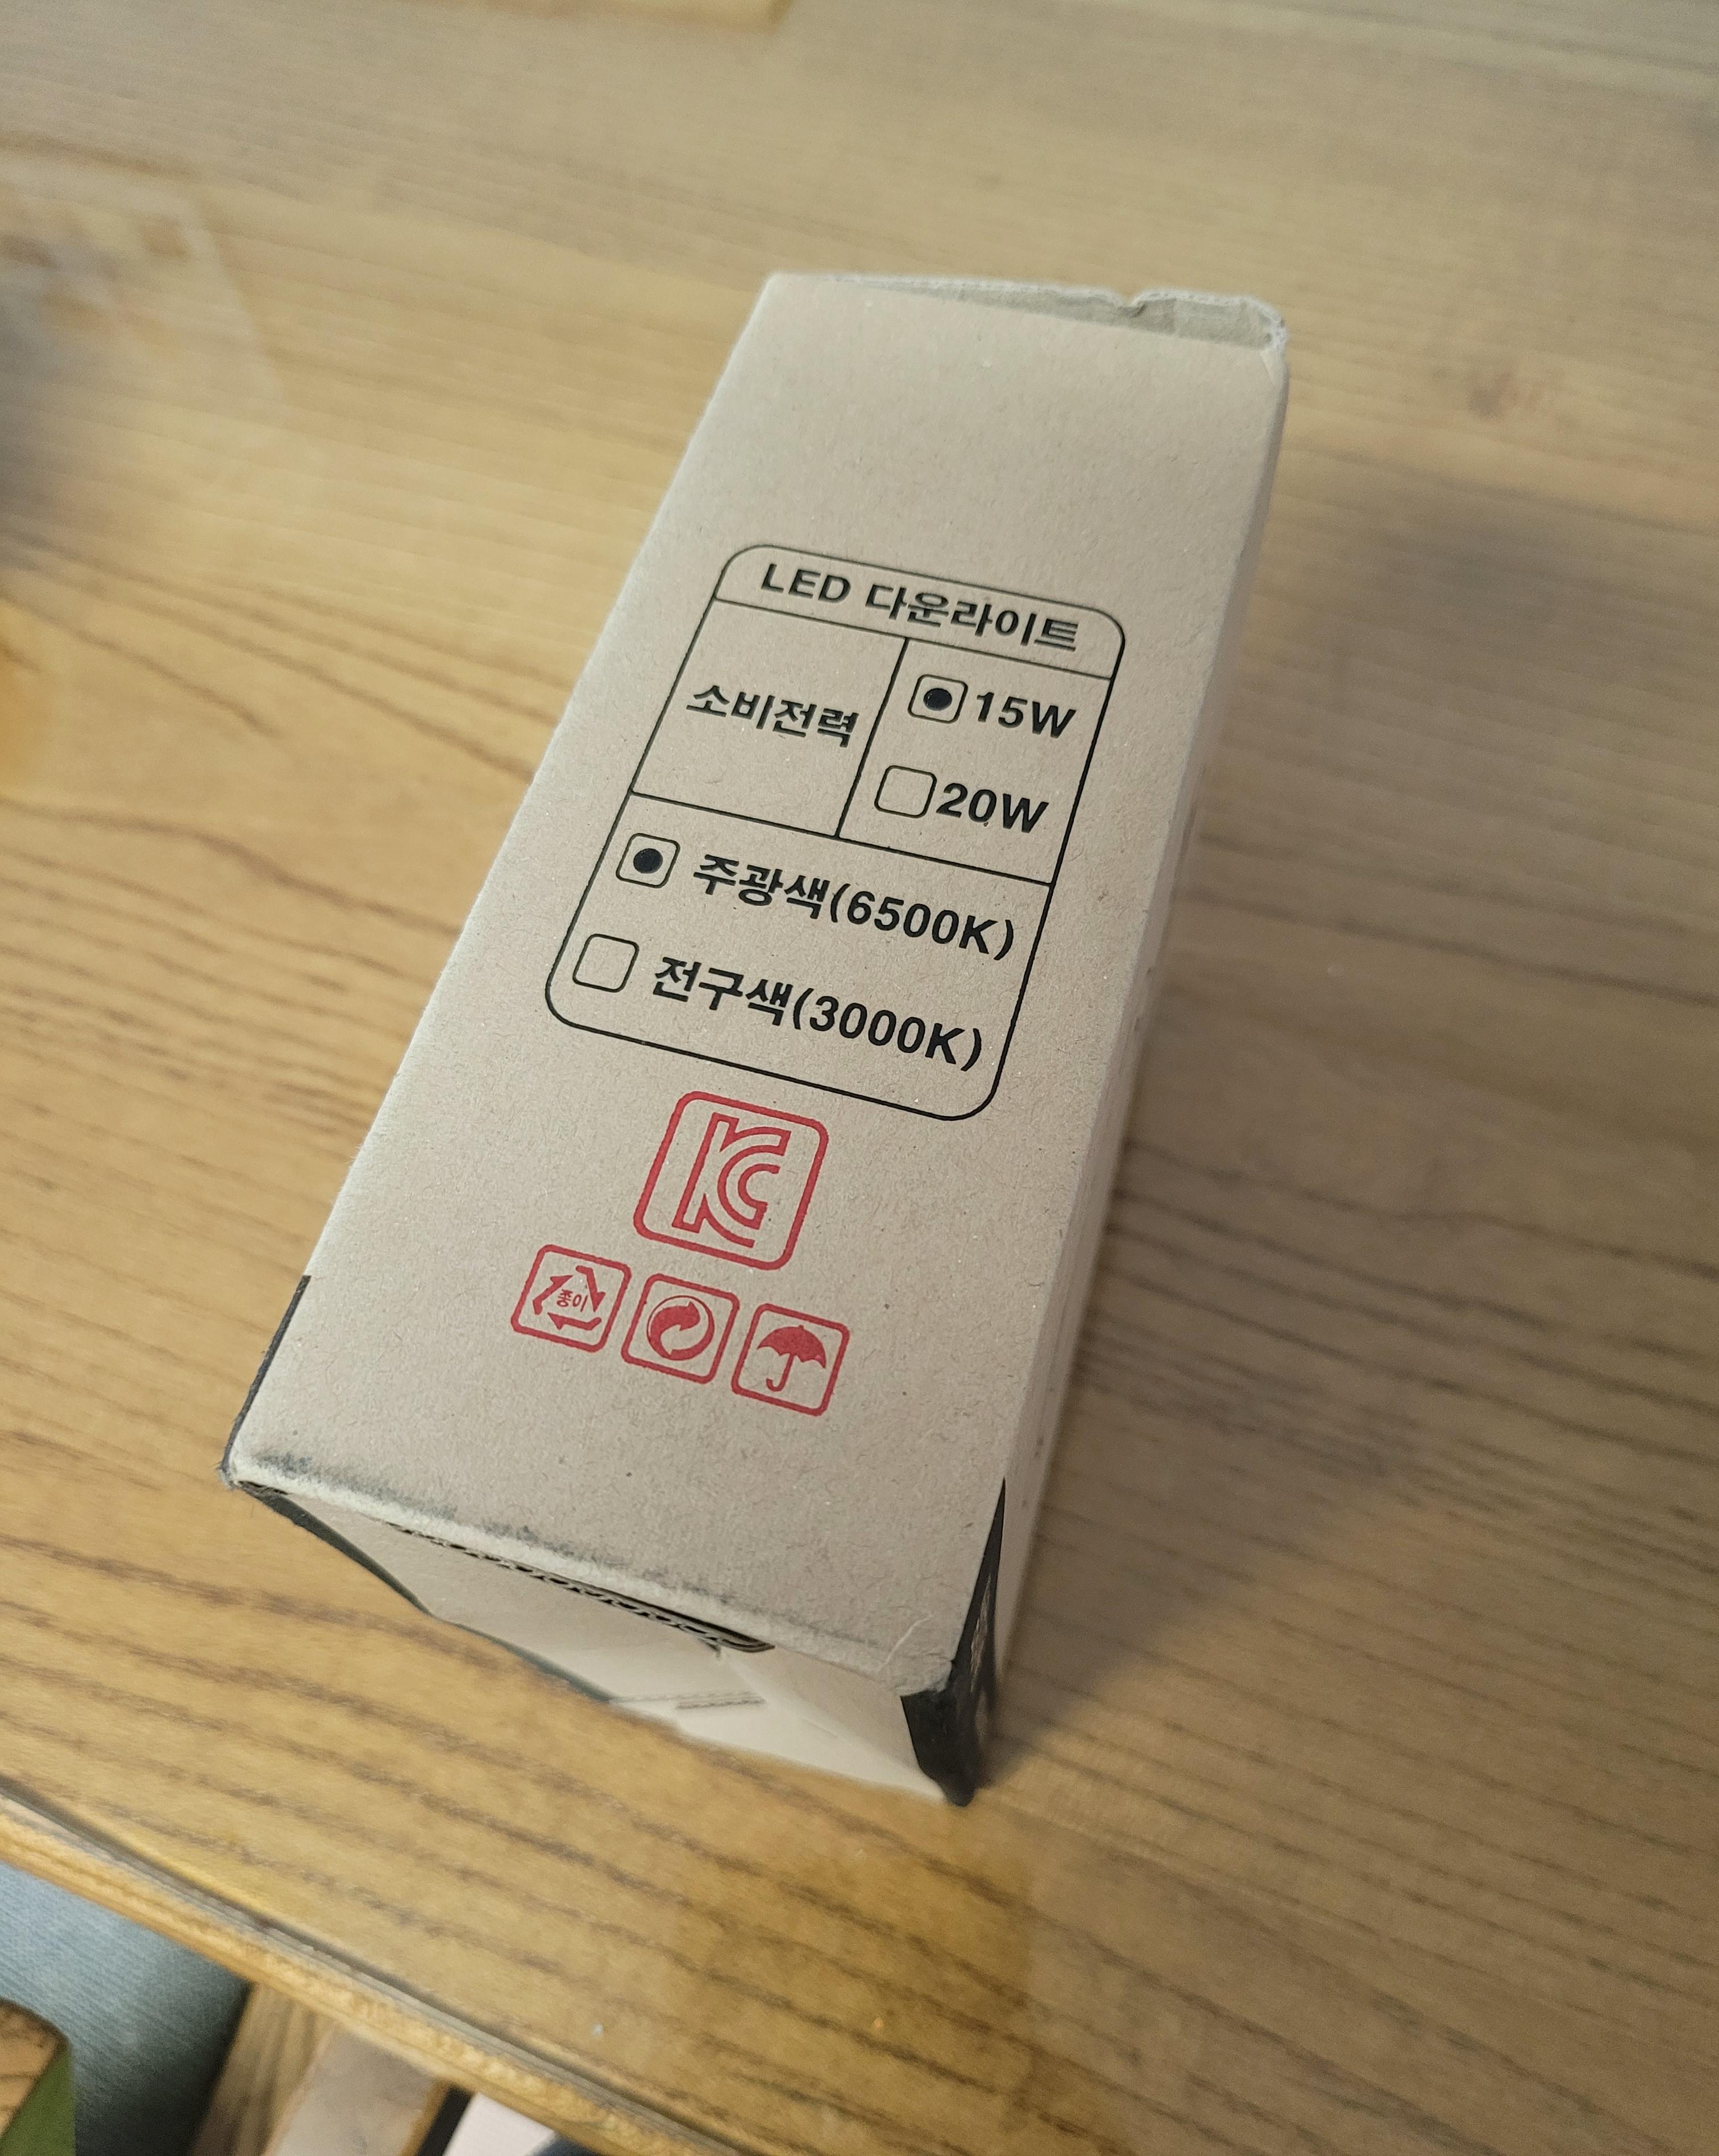 LED 다운라이트
소비전력
15W
20W
주광색(6500K)
전구색(3000K)
KC
종이